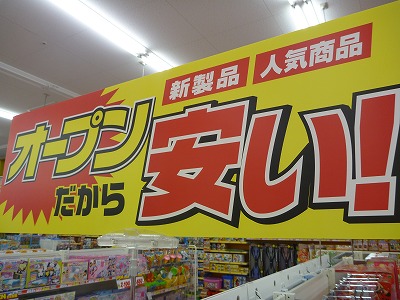 新製品 人気商品
オープン
だから
安い!